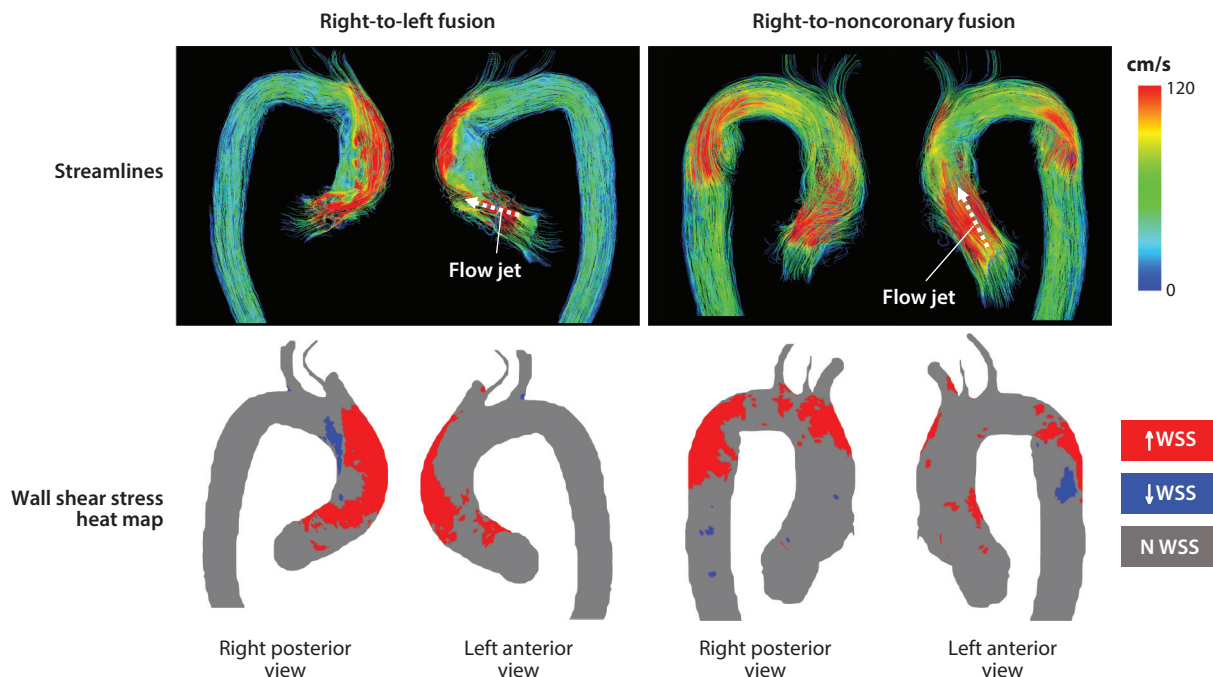 Right-to-left fusion
Right-to-noncoronary fusion
Streamlines
Flow jet
Flow jet
cm/s
120
0
Wall shear stress
heat map
↑WSS
↓WSS
N WSS
Right posterior
view
Left anterior
view
Right posterior
view
Left anterior
view